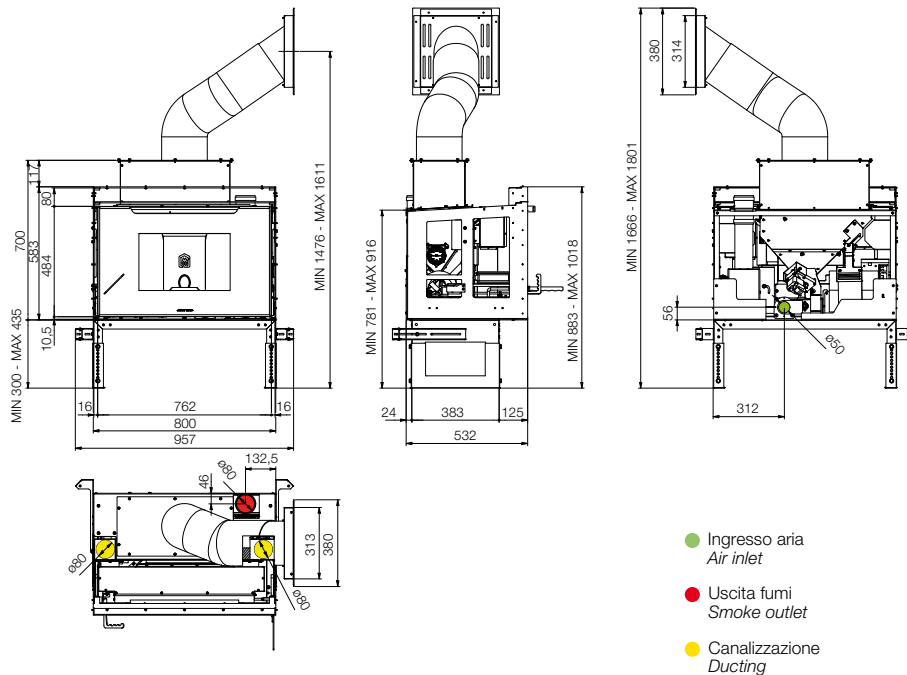 117
80
700
583
484
10,5
MIN 300 - MAX 435
16
762
16
800
957
MIN 1476 - MAX 1611
MIN 781 - MAX 916
MIN 883 - MAX 1018
24
383
125
532
380
314
MIN 1666 - MAX 1801
56
ø50
312
132,5
46
ø80
ø80
ø80
313
380
Ingresso aria
Air inlet
Uscita fumi
Smoke outlet
Canalizzazione
Ducting